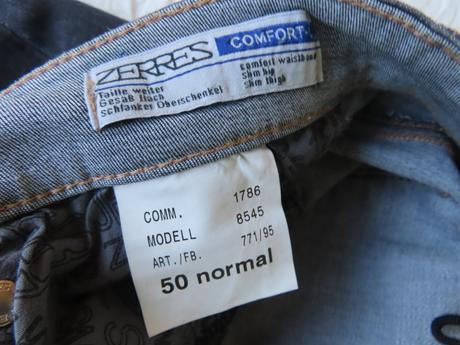 ZERRES COMFORT-
Taille weiter
Gesäß flach
schlanker Oberschenkel
comfort waistband
slim hip
slim thigh
COMM. 1786
MODELL 8545
ART./FB. 771/95
50 normal